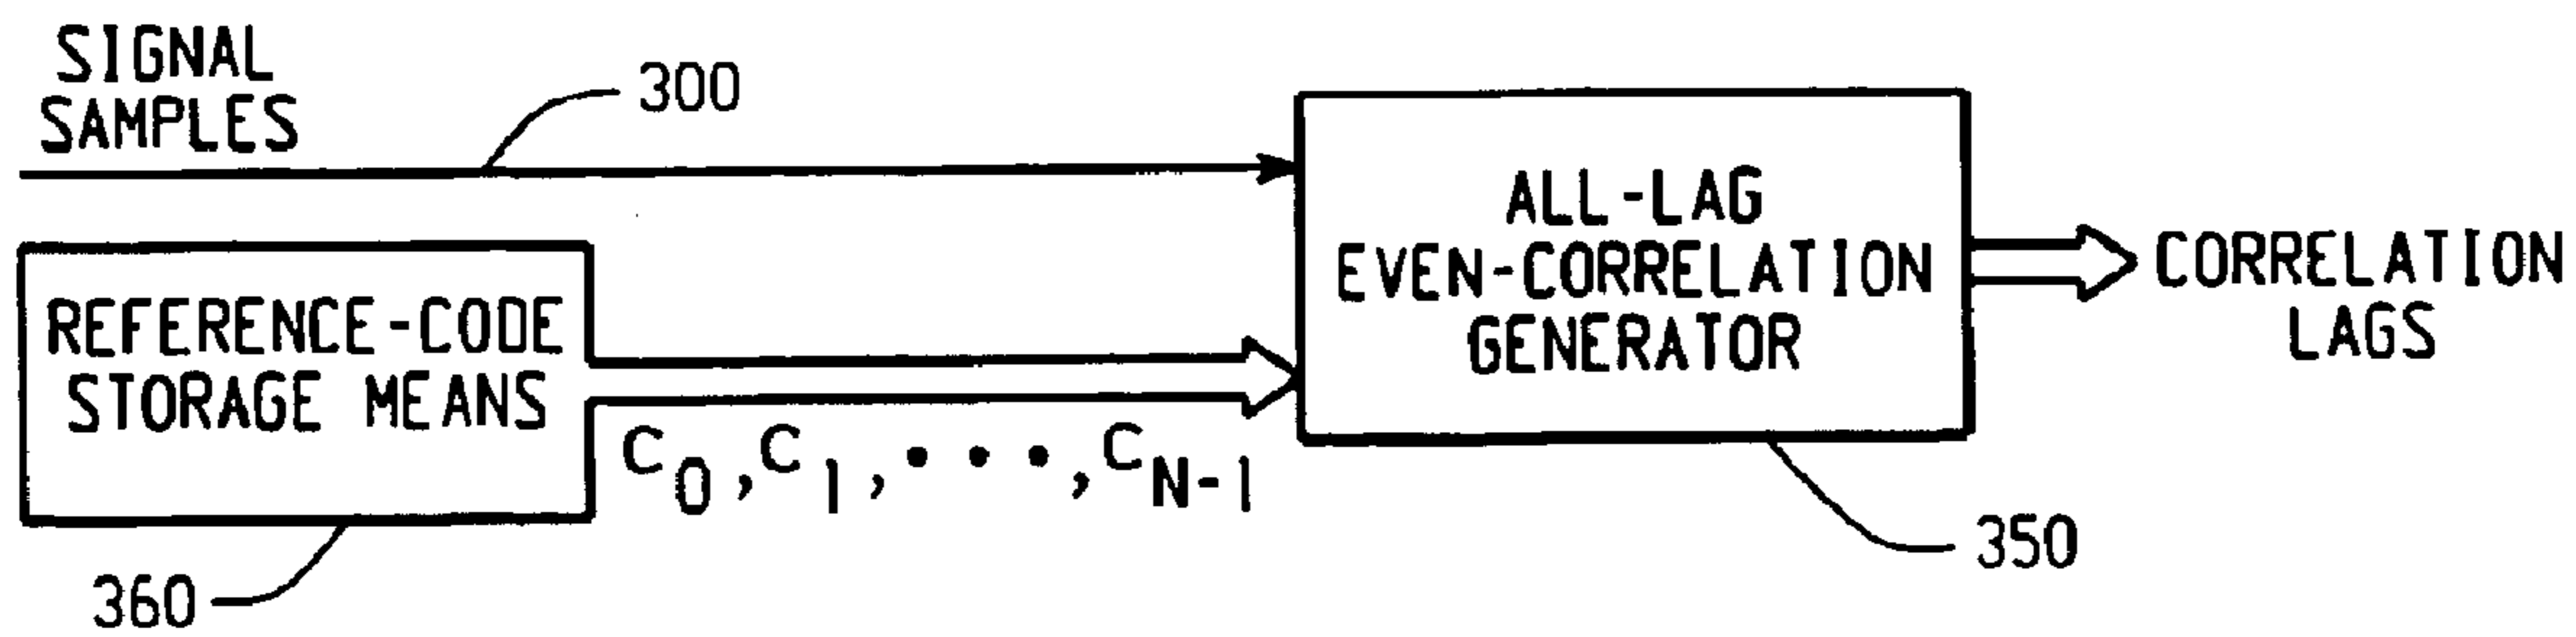 SIGNAL
SAMPLES
300
REFERENCE-CODE
STORAGE MEANS
360
C0,C1,•••,CN-1
ALL-LAG
EVEN-CORRELATION
GENERATOR
350
CORRELATION
LAGS